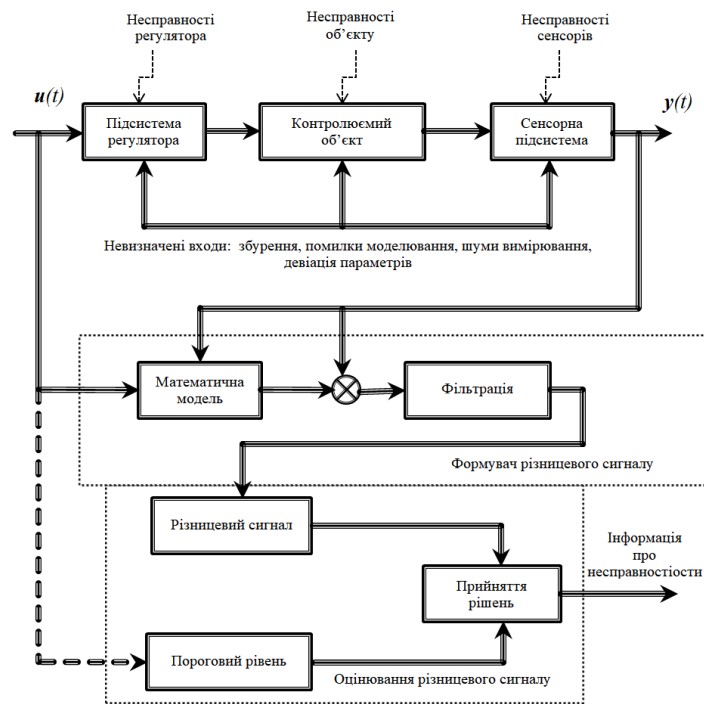 Несправності
регулятора
Несправності
об’єкту
Несправності
сенсорів
u(t)
y(t)
Підсистема
регулятора
Контролюємий
об’єкт
Сенсорна
підсистема
Невизначені входи: збурення, помилки моделювання, шуми вимірювання,
девіація параметрів
Математична
модель
Фільтрація
Формувач різницевого сигналу
Різницевий сигнал
Прийняття
рішень
Інформація
про
несправностіости
Пороговий рівень
Оцінювання різницевого сигналу